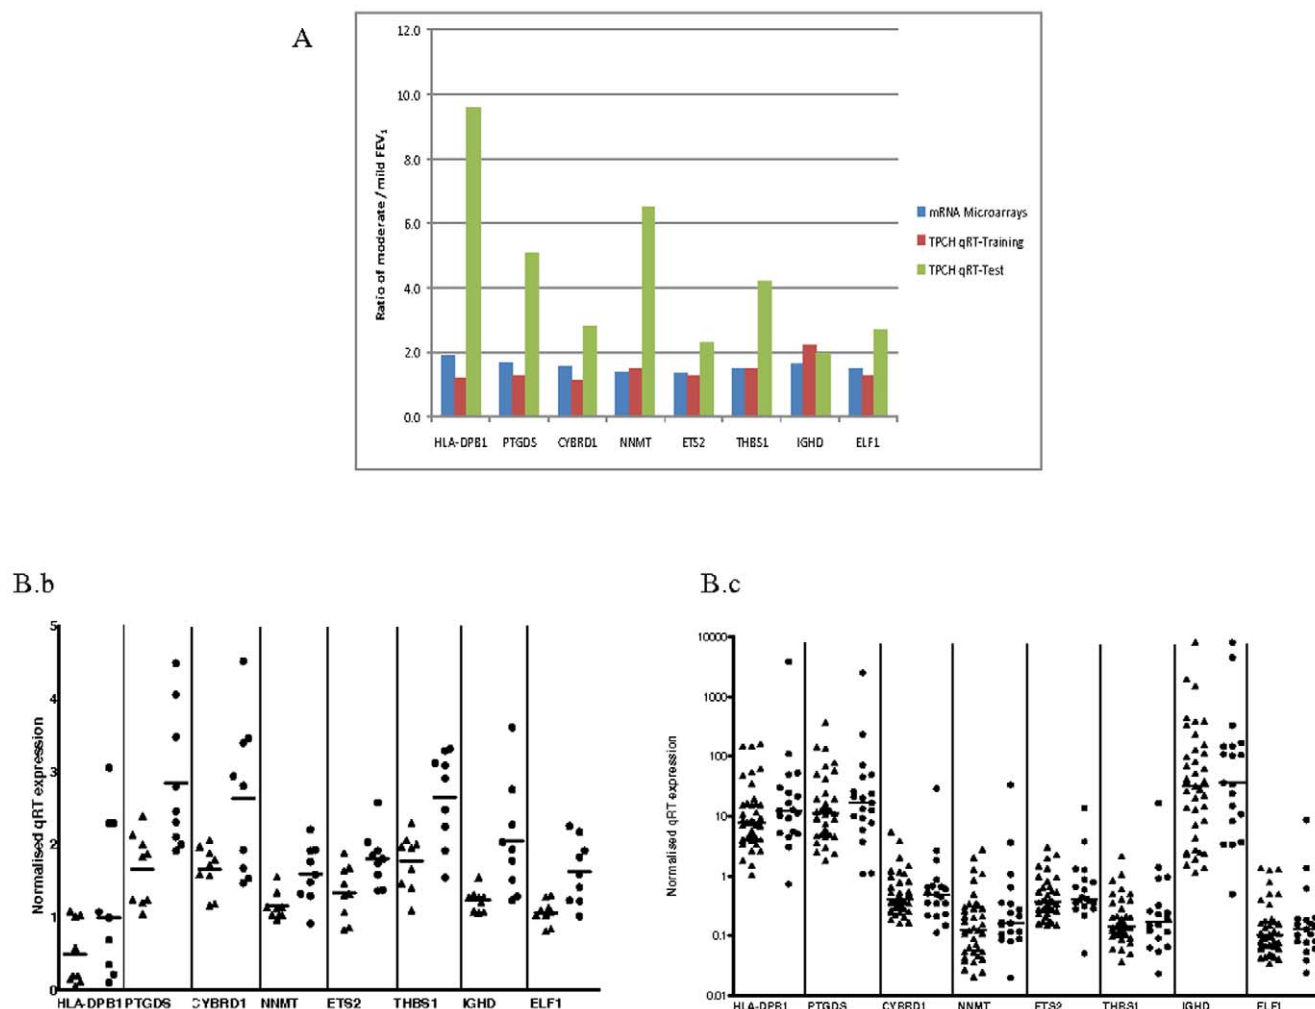 A
12.0
10.0
8.0
6.0
4.0
2.0
0.0
Ratio of moderate / mild FEV₁
HLA-DPB1 PTGDS CYBRD1 NNMT ETS2 THBS1 IGHD ELF1
mRNA Microarrays
TPCH qRT-Training
TPCH qRT-Test
B.b
5
4
3
2
1
0
Normalised qRT expression
HLA-DPB1 PTGDS CYBRD1 NNMT ETS2 THBS1 IGHD ELF1
B.c
10000
1000
100
10
1
0.1
0.01
Normalised qRT expression
HLA-DPB1 PTGDS CYBRD1 NNMT ETS2 THBS1 IGHD ELF1